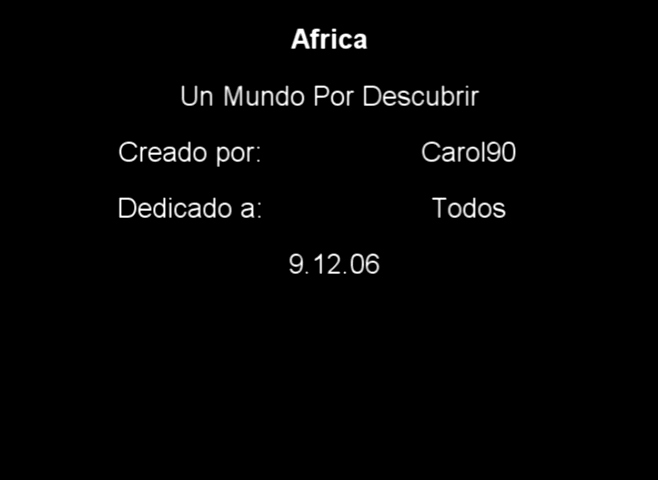 Africa
Un Mundo Por Descubrir
Creado por: Carol90
Dedicado a: Todos
9.12.06